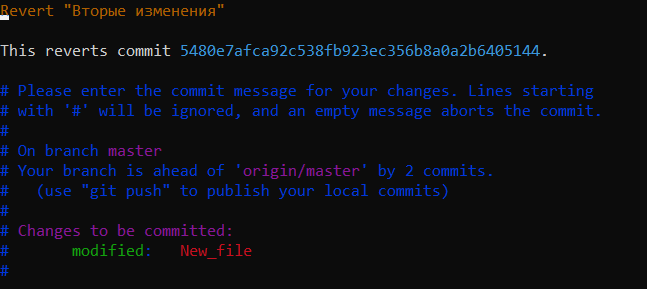 Revert "Вторые изменения"
This reverts commit 5480e7afca92c538fb923ec356b8a0a2b6405144.
# Please enter the commit message for your changes. Lines starting
# with '#' will be ignored, and an empty message aborts the commit.
#
# On branch master
# Your branch is ahead of 'origin/master' by 2 commits.
#   (use "git push" to publish your local commits)
#
# Changes to be committed:
#       modified:   New_file
#